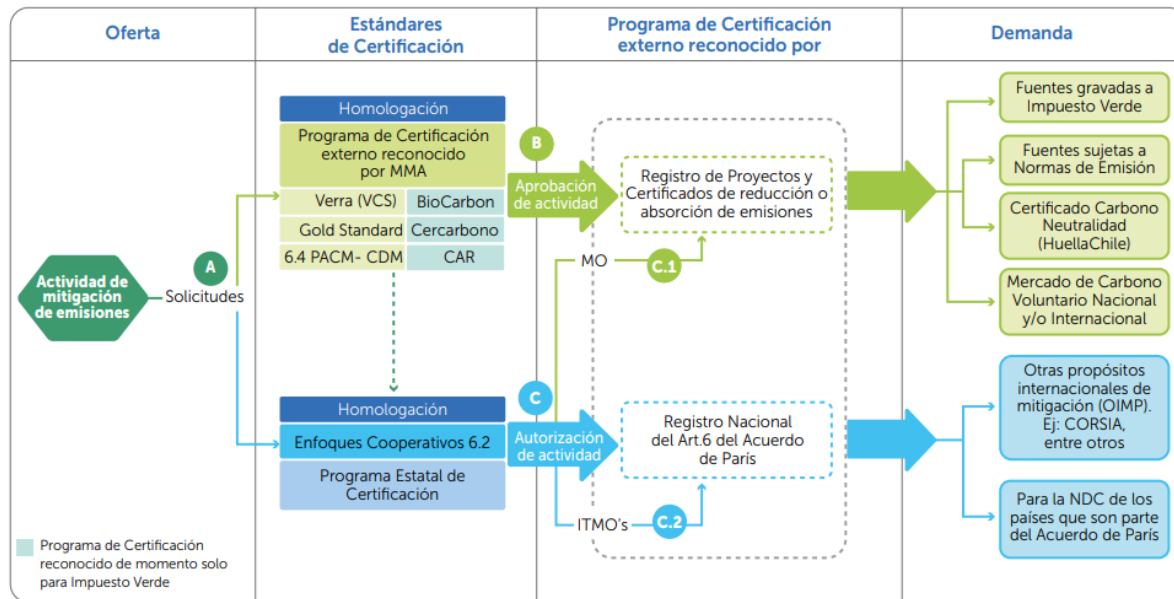 Oferta
Estándares
de Certificación
Programa de Certificación
externo reconocido por
Demanda
Actividad de
mitigación
de emisiones
A
Solicitudes
Homologación
Programa de Certificación
externo reconocido
por MMA
Verra (VCS)
BioCarbon
Gold Standard
Cercarbono
6.4 PACM- CDM
CAR
Homologación
Enfoques Cooperativos 6.2
Programa Estatal de
Certificación
B
Aprobación
de actividad
C
Autorización
de actividad
Registro de Proyectos y
Certificados de reducción o
absorción de emisiones
MO
C.1
Registro Nacional
del Art.6 del Acuerdo
de París
ITMO's
C.2
Fuentes gravadas a
Impuesto Verde
Fuentes sujetas a
Normas de Emisión
Certificado Carbono
Neutralidad
(HuellaChile)
Mercado de Carbono
Voluntario Nacional
y/o Internacional
Otras propósitos
internacionales de
mitigación (OIMP).
Ej: CORSIA,
entre otros
Para la NDC de los
países que son parte
del Acuerdo de París
Programa de Certificación
reconocido de momento solo
para Impuesto Verde